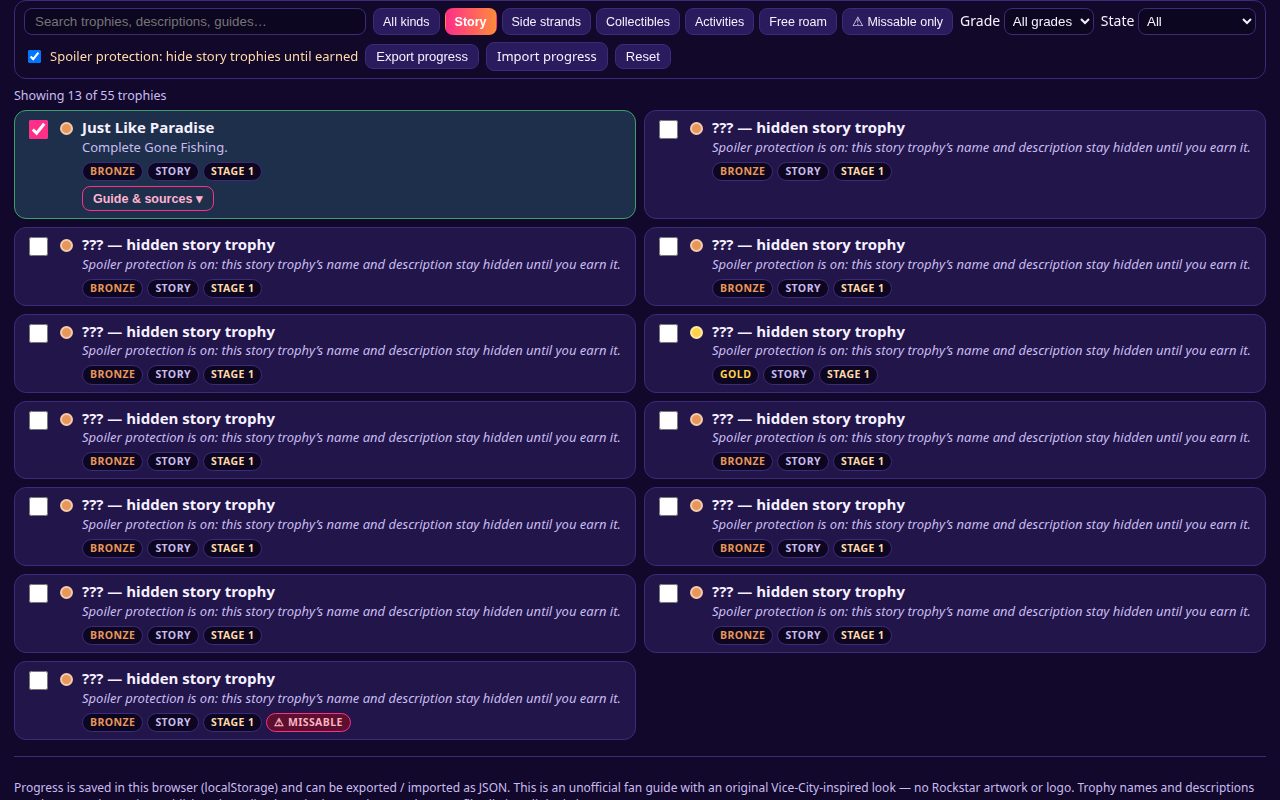 Search trophies, descriptions, guides…
All kinds
Story
Side strands
Collectibles
Activities
Free roam
⚠ Missable only
Grade
All grades
State
All
Spoiler protection: hide story trophies until earned
Export progress
Import progress
Reset
Showing 13 of 55 trophies
Just Like Paradise
Complete Gone Fishing.
BRONZE STORY STAGE 1
Guide & sources ▾
??? — hidden story trophy
Spoiler protection is on: this story trophy’s name and description stay hidden until you earn it.
BRONZE STORY STAGE 1
??? — hidden story trophy
Spoiler protection is on: this story trophy’s name and description stay hidden until you earn it.
BRONZE STORY STAGE 1
??? — hidden story trophy
Spoiler protection is on: this story trophy’s name and description stay hidden until you earn it.
BRONZE STORY STAGE 1
??? — hidden story trophy
Spoiler protection is on: this story trophy’s name and description stay hidden until you earn it.
BRONZE STORY STAGE 1
??? — hidden story trophy
Spoiler protection is on: this story trophy’s name and description stay hidden until you earn it.
GOLD STORY STAGE 1
??? — hidden story trophy
Spoiler protection is on: this story trophy’s name and description stay hidden until you earn it.
BRONZE STORY STAGE 1
??? — hidden story trophy
Spoiler protection is on: this story trophy’s name and description stay hidden until you earn it.
BRONZE STORY STAGE 1
??? — hidden story trophy
Spoiler protection is on: this story trophy’s name and description stay hidden until you earn it.
BRONZE STORY STAGE 1
??? — hidden story trophy
Spoiler protection is on: this story trophy’s name and description stay hidden until you earn it.
BRONZE STORY STAGE 1
??? — hidden story trophy
Spoiler protection is on: this story trophy’s name and description stay hidden until you earn it.
BRONZE STORY STAGE 1
??? — hidden story trophy
Spoiler protection is on: this story trophy’s name and description stay hidden until you earn it.
BRONZE STORY STAGE 1
??? — hidden story trophy
Spoiler protection is on: this story trophy’s name and description stay hidden until you earn it.
BRONZE STORY STAGE 1 ⚠ MISSABLE
Progress is saved in this browser (localStorage) and can be exported / imported as JSON. This is an unofficial fan guide with an original Vice-City-inspired look — no Rockstar artwork or logo. Trophy names and descriptions